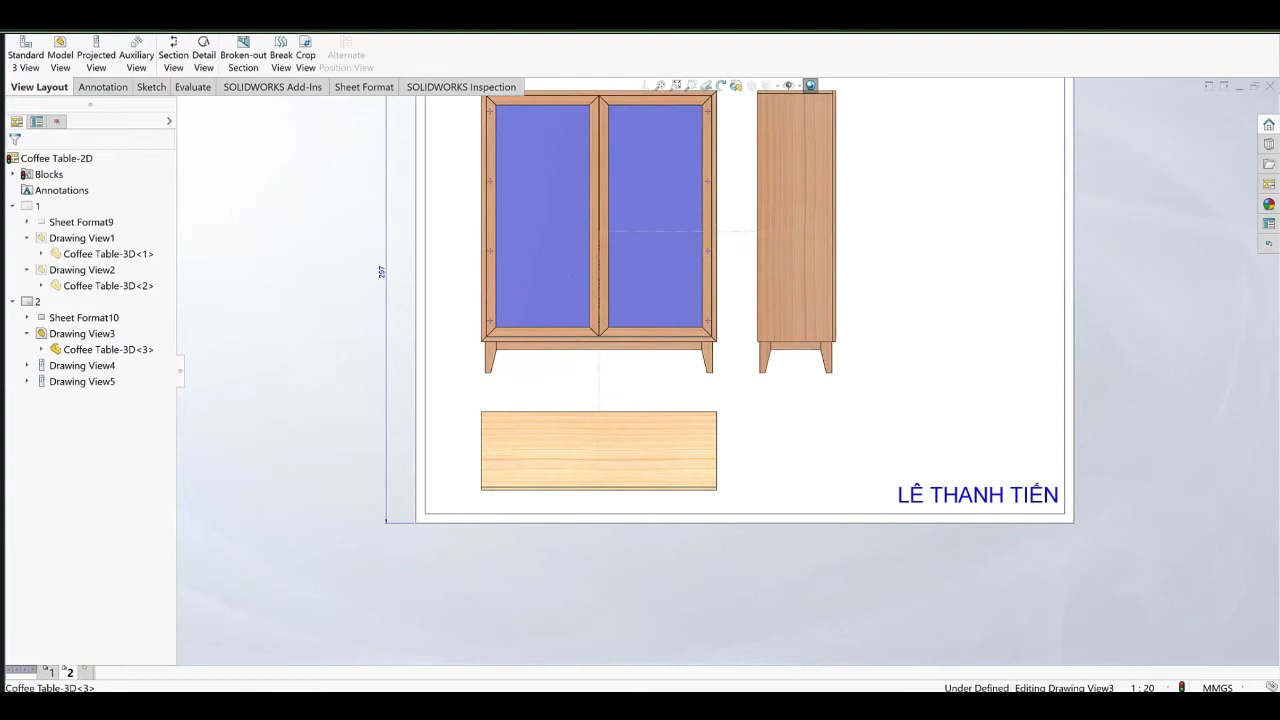 Standard 3 View
Model View
Projected View
Auxiliary View
Section View
Detail View
Broken-out Section
Break View
Crop View
Alternate Position View
View Layout
Annotation
Sketch
Evaluate
SOLIDWORKS Add-Ins
Sheet Format
SOLIDWORKS Inspection
Coffee Table-2D
Blocks
Annotations
1
Sheet Format9
Drawing View1
Coffee Table-3D<1>
Drawing View2
Coffee Table-3D<2>
2
Sheet Format10
Drawing View3
Coffee Table-3D<3>
Drawing View4
Drawing View5
297
LÊ THANH TIẾN
1
2
Coffee Table-3D<3>
Under Defined Editing Drawing View3 1 : 20 MMGS